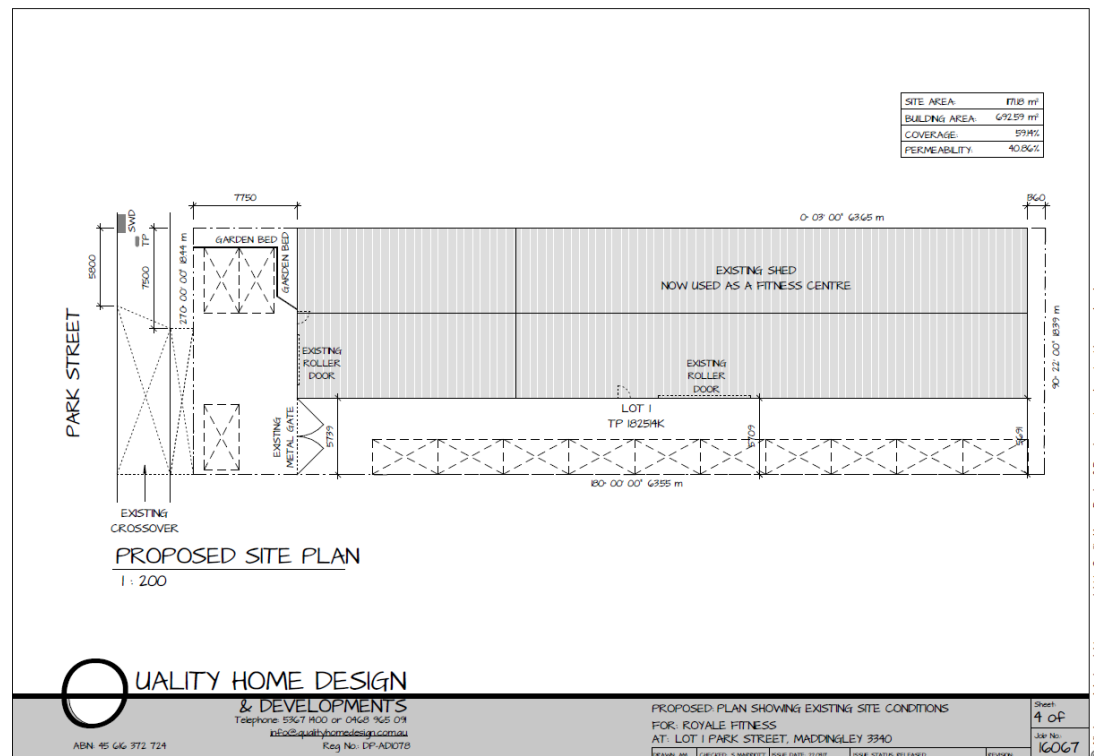 SITE AREA: 1171.18 m²
BUILDING AREA: 692.59 m²
COVERAGE: 59.14%
PERMEABILITY: 40.86%
7750
1360
0° 03' 00" 63.65 m
SWD
TP
5800
7500
270° 00' 00" 18.44 m
GARDEN BED
GARDEN BED
EXISTING SHED
NOW USED AS A FITNESS CENTRE
PARK STREET
EXISTING
ROLLER
DOOR
EXISTING
ROLLER
DOOR
90° 22' 00" 18.39 m
EXISTING
METAL GATE
5739
LOT 1
TP 182514K
5709
5691
180° 00' 00" 63.55 m
EXISTING
CROSSOVER
PROPOSED SITE PLAN
1 : 200
QUALITY HOME DESIGN
& DEVELOPMENTS
Telephone: 5367 1400 or 0468 965 091
info@qualityhomedesign.com.au
ABN: 45 616 372 724
Reg No.: DP-AD1078
PROPOSED: PLAN SHOWING EXISTING SITE CONDITIONS
FOR: ROYALE FITNESS
AT: LOT 1 PARK STREET, MADDINGLEY 3340
Sheet:
4 OF
Job No.:
16067